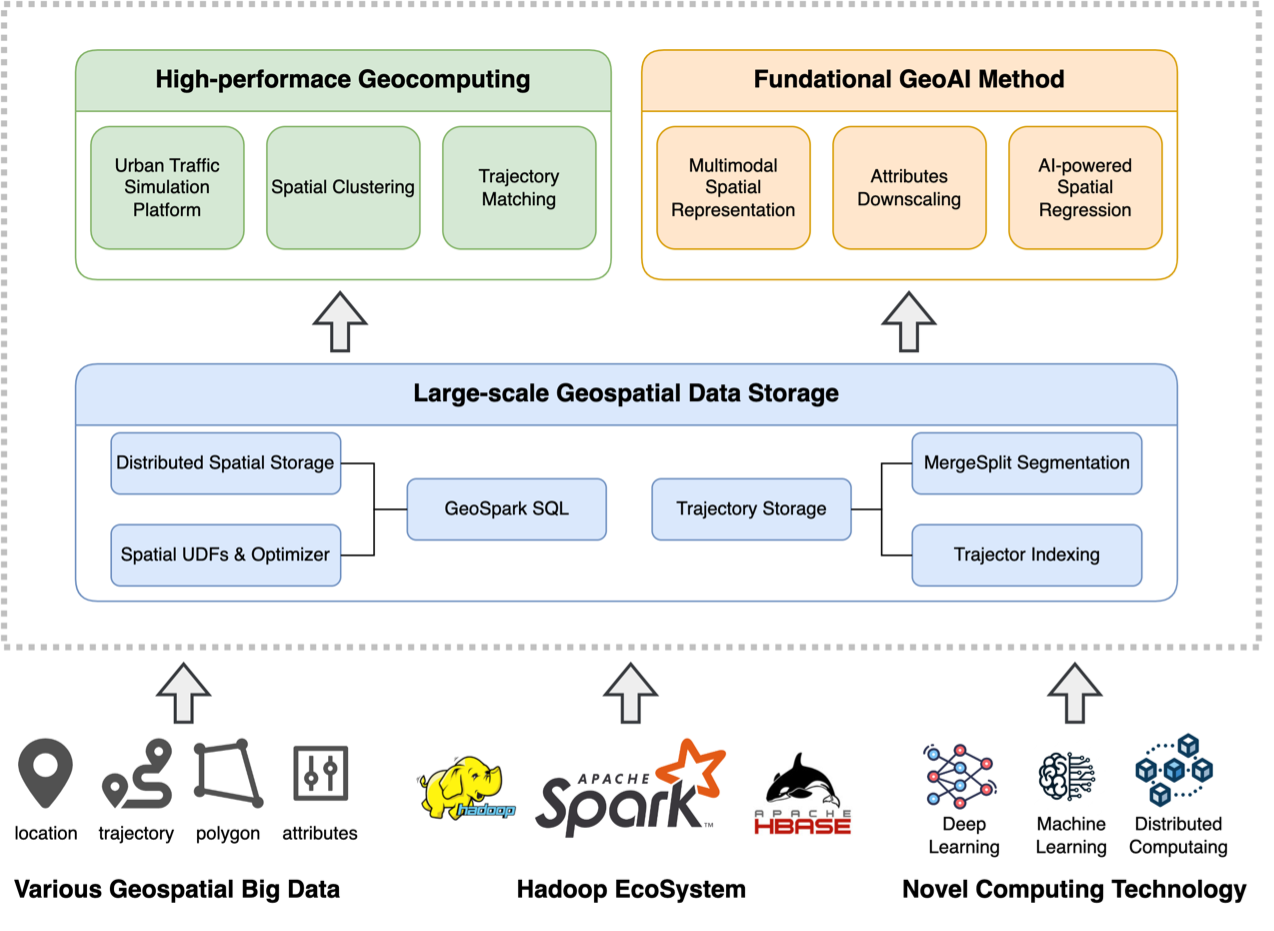 High-performace Geocomputing
Urban Traffic
Simulation
Platform
Spatial Clustering
Trajectory
Matching
Fundational GeoAI Method
Multimodal
Spatial
Representation
Attributes
Downscaling
AI-powered
Spatial
Regression
Large-scale Geospatial Data Storage
Distributed Spatial Storage
Spatial UDFs & Optimizer
GeoSpark SQL
Trajectory Storage
MergeSplit Segmentation
Trajector Indexing
location
trajectory
polygon
attributes
Various Geospatial Big Data
hadoop
APACHE
Spark™
APACHE
HBASE
Hadoop EcoSystem
Deep
Learning
Machine
Learning
Distributed
Computaing
Novel Computing Technology